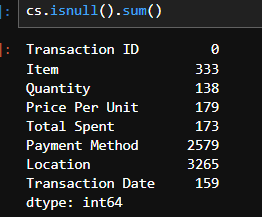 ]: cs.isnull().sum()
]: Transaction ID 0
Item 333
Quantity 138
Price Per Unit 179
Total Spent 173
Payment Method 2579
Location 3265
Transaction Date 159
dtype: int64